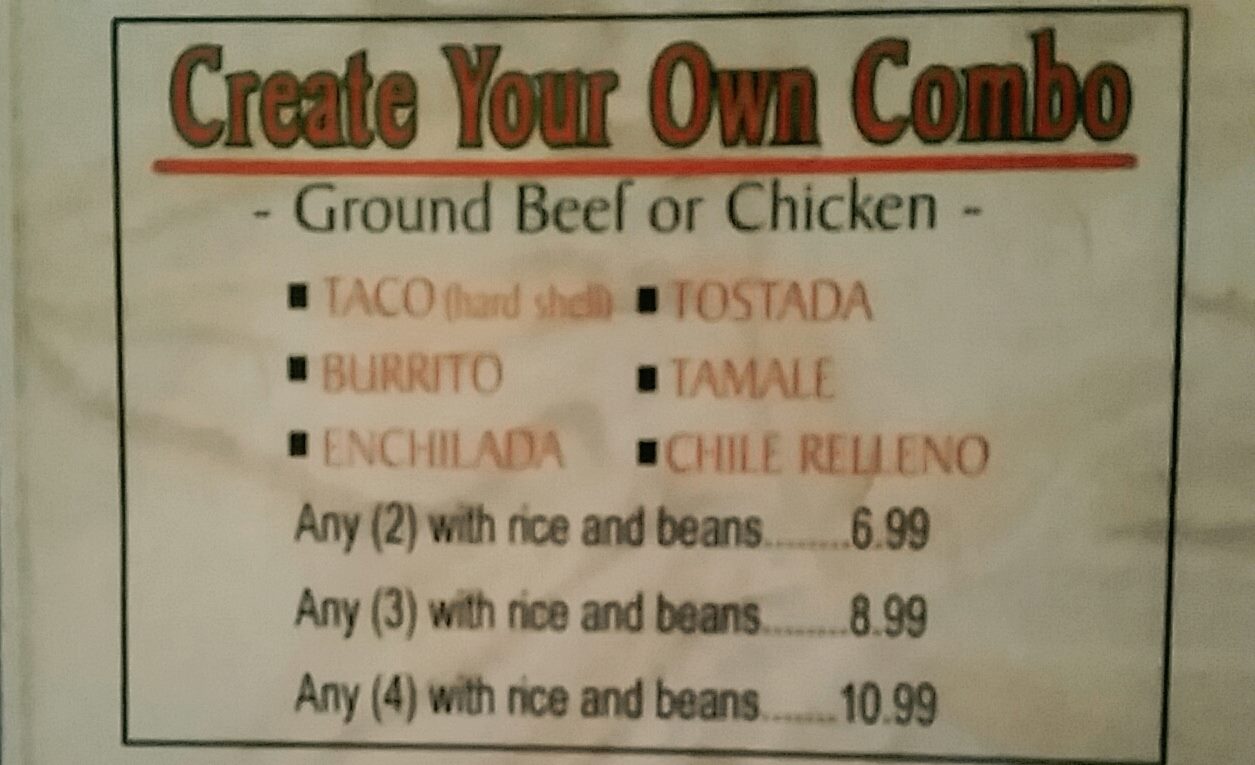 Create Your Own Combo
- Ground Beef or Chicken -
■ TACO (hard shell) ■ TOSTADA
■ BURRITO ■ TAMALE
■ ENCHILADA ■ CHILE RELLENO
Any (2) with rice and beans.........6.99
Any (3) with rice and beans.........8.99
Any (4) with rice and beans........10.99